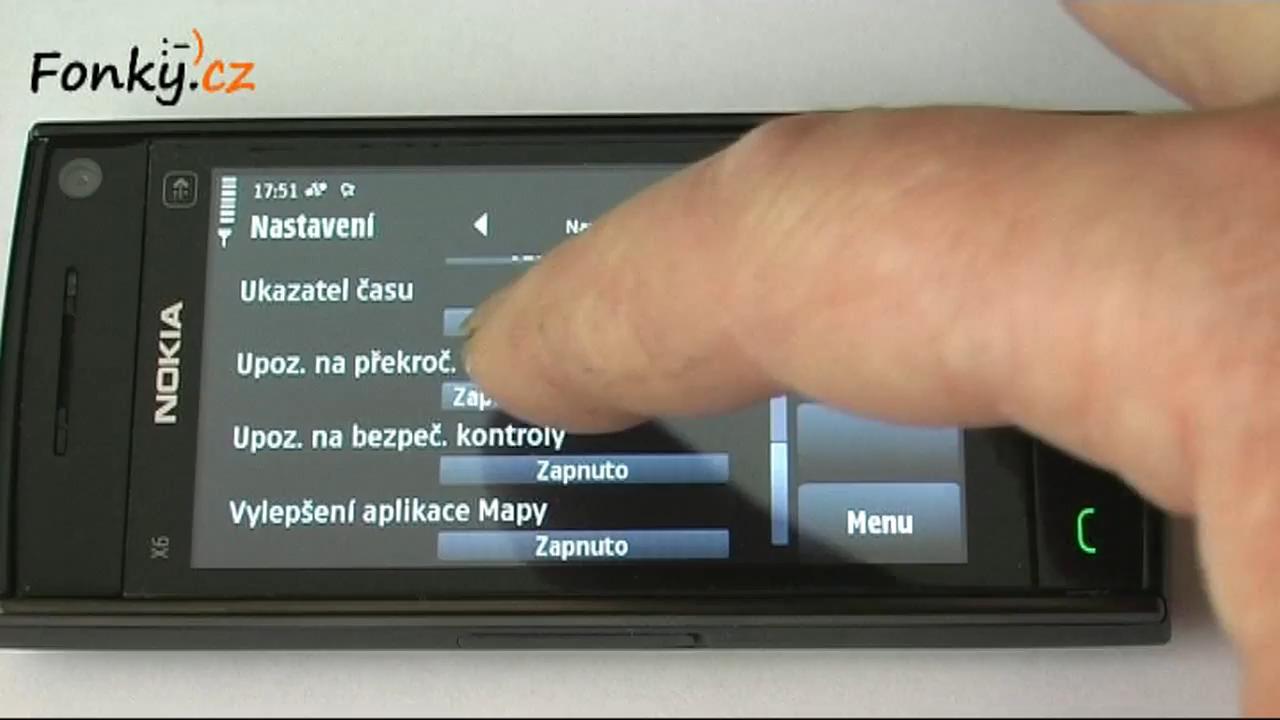 Fonky.cz
17:51
Nastavení
Ukazatel času
Upoz. na překroč.
Upoz. na bezpeč. kontroly
Zapnuto
Vylepšení aplikace Mapy
Zapnuto
Menu
NOKIA
X6